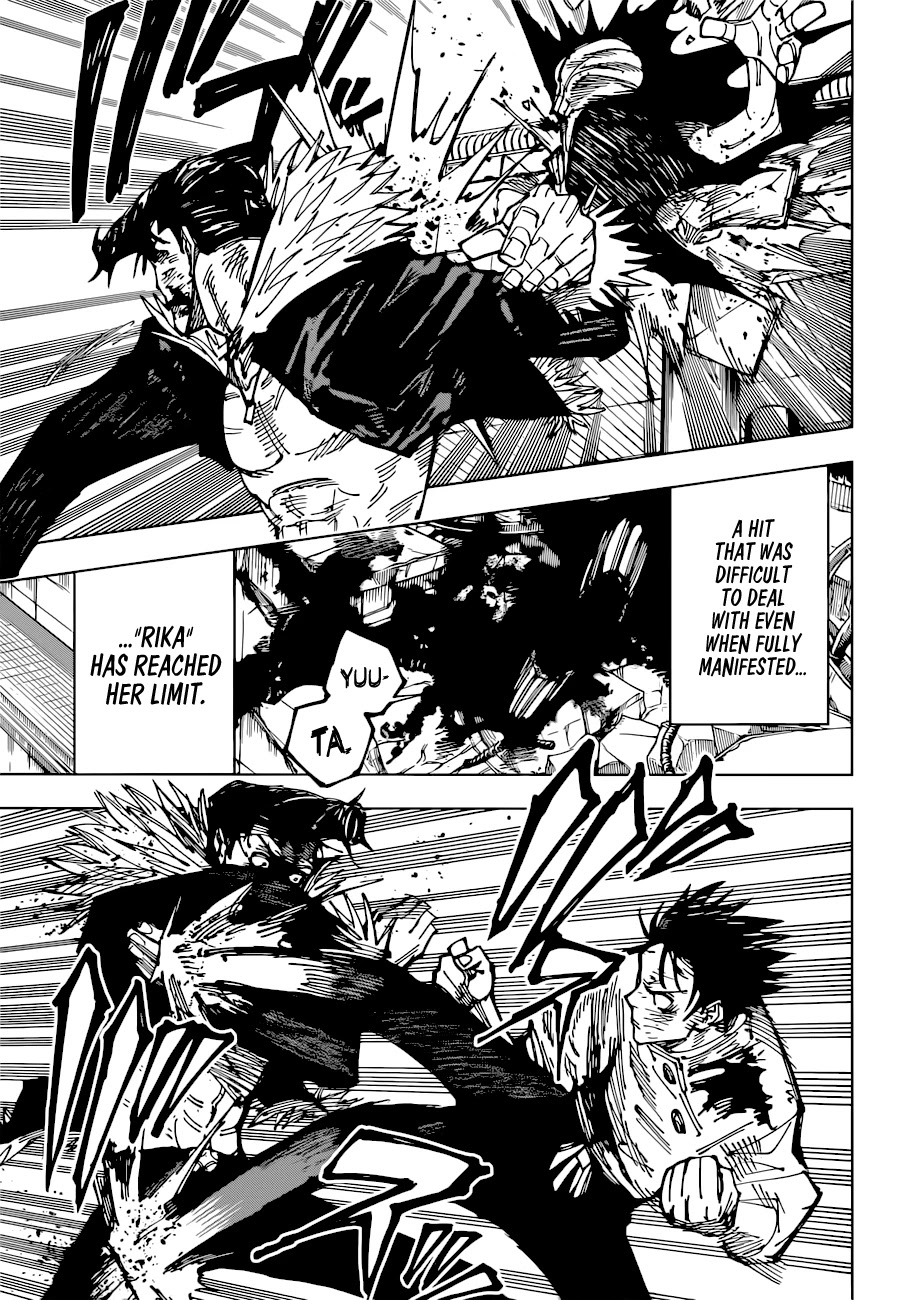 A HIT
THAT WAS
DIFFICULT
TO DEAL
WITH EVEN
WHEN FULLY
MANIFESTED...
YUU-
TA.
..."RIKA"
HAS REACHED
HER LIMIT.